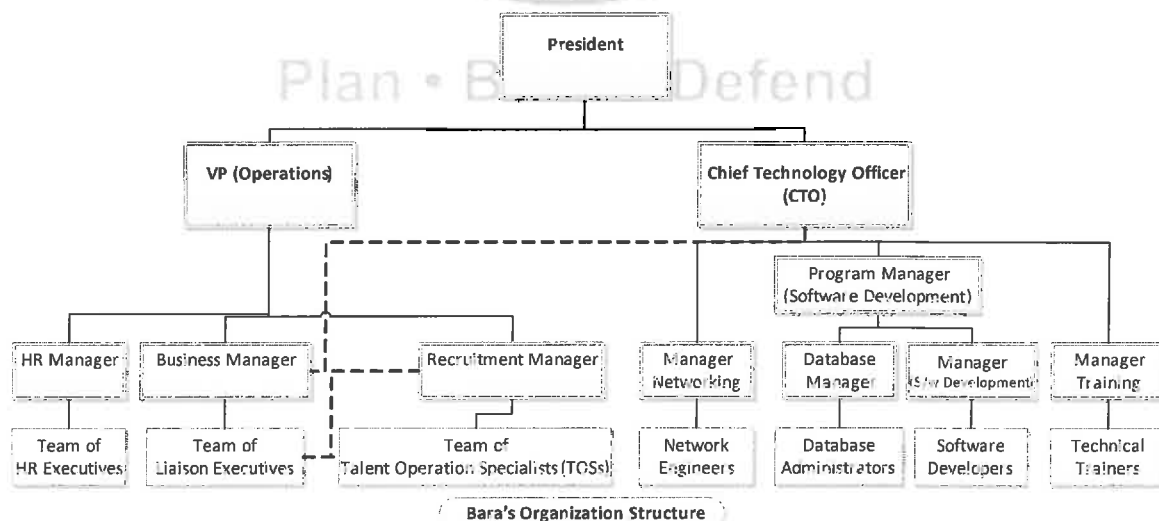 President
Plan • B Defend
VP (Operations)
Chief Technology Officer
(CTO)
Program Manager
(Software Development)
HR Manager
Business Manager
Recruitment Manager
Manager
Networking
Database
Manager
Manager
(S/w Development)
Manager
Training
Team of
HR Executives
Team of
Liaison Executives
Team of
Talent Operation Specialists (TOSs)
Network
Engineers
Database
Administrators
Software
Developers
Technical
Trainers
Bara's Organization Structure